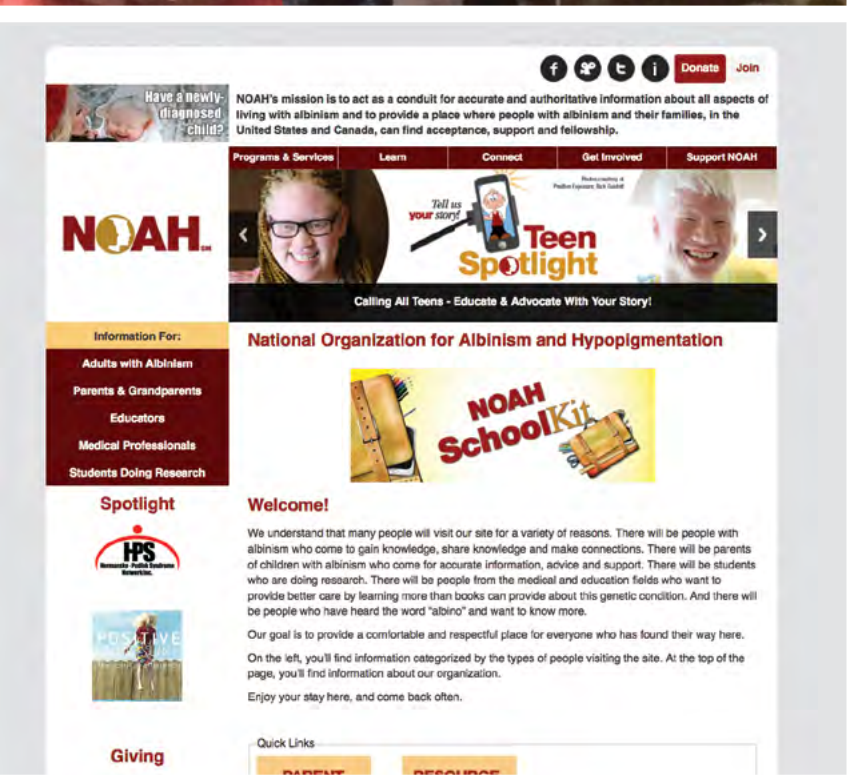 Donate Join
Have a newly-
diagnosed
child?
NOAH's mission is to act as a conduit for accurate and authoritative information about all aspects of
living with albinism and to provide a place where people with albinism and their families, in the
United States and Canada, can find acceptance, support and fellowship.
Programs & Services Learn Connect Get Involved Support NOAH
NOAH SM
Tell us
your story!
Teen
Spotlight
Calling All Teens - Educate & Advocate With Your Story!
Information For:
Adults with Albinism
Parents & Grandparents
Educators
Medical Professionals
Students Doing Research
National Organization for Albinism and Hypopigmentation
NOAH
SchoolKit
Spotlight
HPS
Hermansky-Pudlak Syndrome
Network Inc.
POSITIVE
Welcome!
We understand that many people will visit our site for a variety of reasons. There will be people with
albinism who come to gain knowledge, share knowledge and make connections. There will be parents
of children with albinism who come for accurate information, advice and support. There will be students
who are doing research. There will be people from the medical and education fields who want to
provide better care by learning more than books can provide about this genetic condition. And there will
be people who have heard the word "albino" and want to know more.
Our goal is to provide a comfortable and respectful place for everyone who has found their way here.
On the left, you'll find information categorized by the types of people visiting the site. At the top of the
page, you'll find information about our organization.
Enjoy your stay here, and come back often.
Giving
Quick Links
PARENT RESOURCE